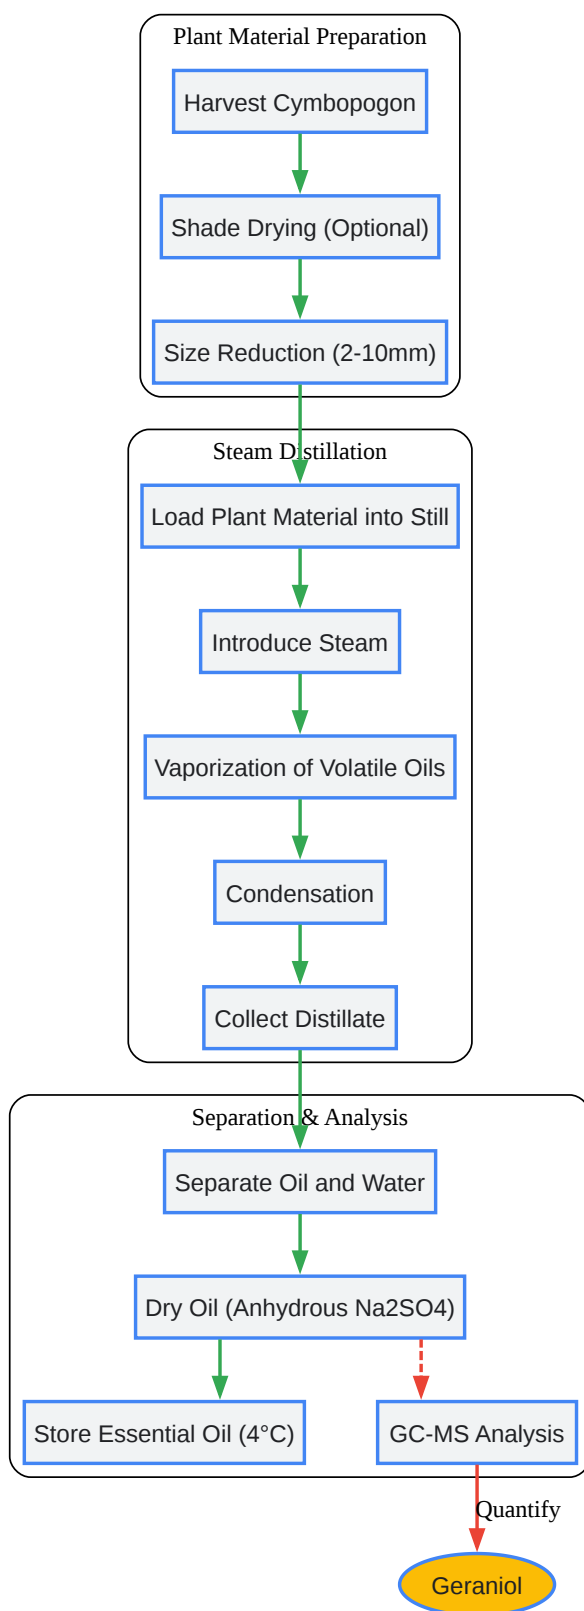 Plant Material Preparation
Harvest Cymbopogon
Shade Drying (Optional)
Size Reduction (2-10mm)
Steam Distillation
Load Plant Material into Still
Introduce Steam
Vaporization of Volatile Oils
Condensation
Collect Distillate
Separation & Analysis
Separate Oil and Water
Dry Oil (Anhydrous Na2SO4)
Store Essential Oil (4°C)
GC-MS Analysis
Quantify
Geraniol